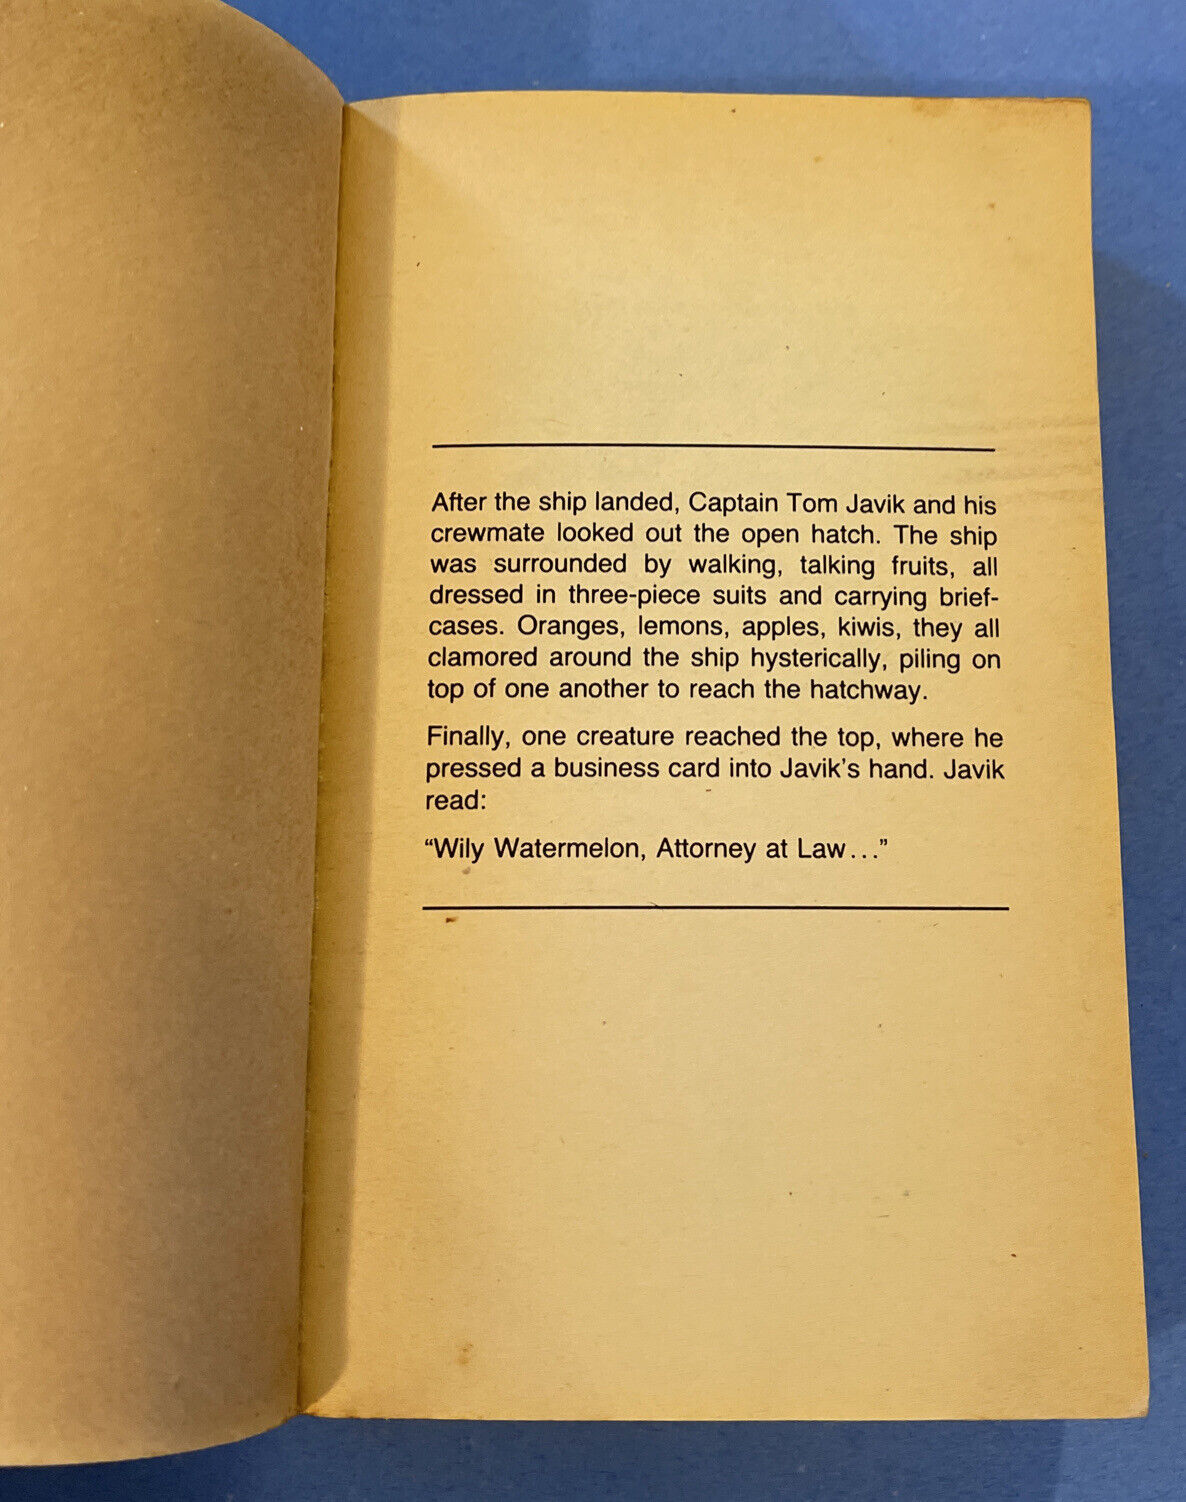 After the ship landed, Captain Tom Javik and his
crewmate looked out the open hatch. The ship
was surrounded by walking, talking fruits, all
dressed in three-piece suits and carrying brief-
cases. Oranges, lemons, apples, kiwis, they all
clamored around the ship hysterically, piling on
top of one another to reach the hatchway.
Finally, one creature reached the top, where he
pressed a business card into Javik's hand. Javik
read:
“Wily Watermelon, Attorney at Law...”